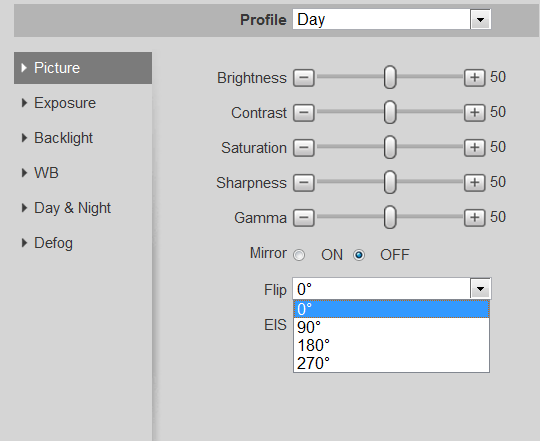 Profile Day
Picture
Exposure
Backlight
WB
Day & Night
Defog
Brightness 50
Contrast 50
Saturation 50
Sharpness 50
Gamma 50
Mirror ON OFF
Flip 0°
0°
EIS
90°
180°
270°